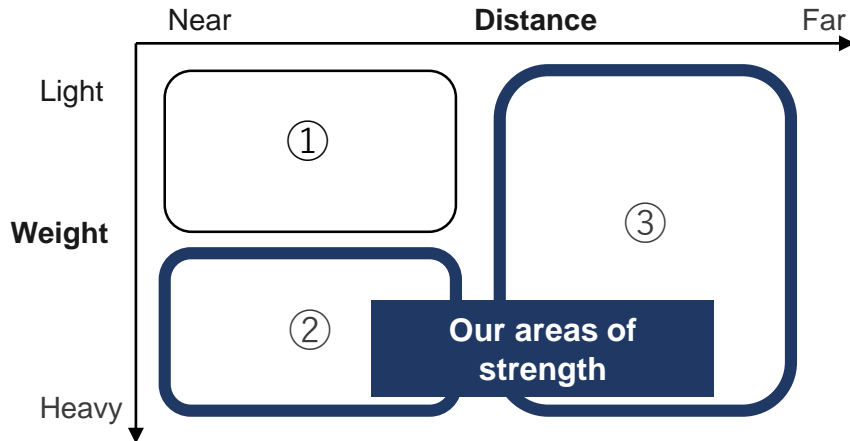 Near Distance Far
Light
①
Weight
③
②
Our areas of
strength
Heavy